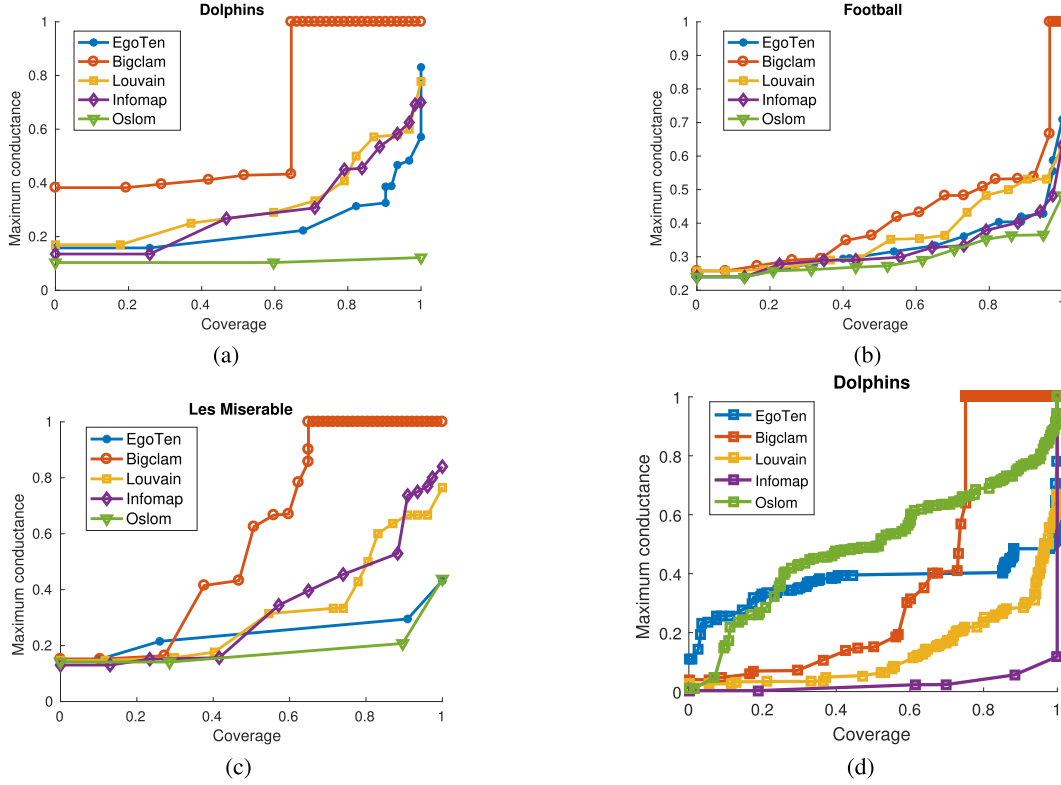 Dolphins
1
0.8
0.6
0.4
0.2
0
Maximum conductance
EgoTen
Bigclam
Louvain
Infomap
Oslom
0 0.2 0.4 0.6 0.8 1
Coverage
(a)
Football
1
0.9
0.8
0.7
0.6
0.5
0.4
0.3
0.2
Maximum conductance
EgoTen
Bigclam
Louvain
Infomap
Oslom
0 0.2 0.4 0.6 0.8
Coverage
(b)
Les Miserable
1
0.8
0.6
0.4
0.2
0
Maximum conductance
EgoTen
Bigclam
Louvain
Infomap
Oslom
0 0.2 0.4 0.6 0.8 1
Coverage
(c)
Dolphins
1
0.8
0.6
0.4
0.2
0
Maximum conductance
EgoTen
Bigclam
Louvain
Infomap
Oslom
0 0.2 0.4 0.6 0.8 1
Coverage
(d)